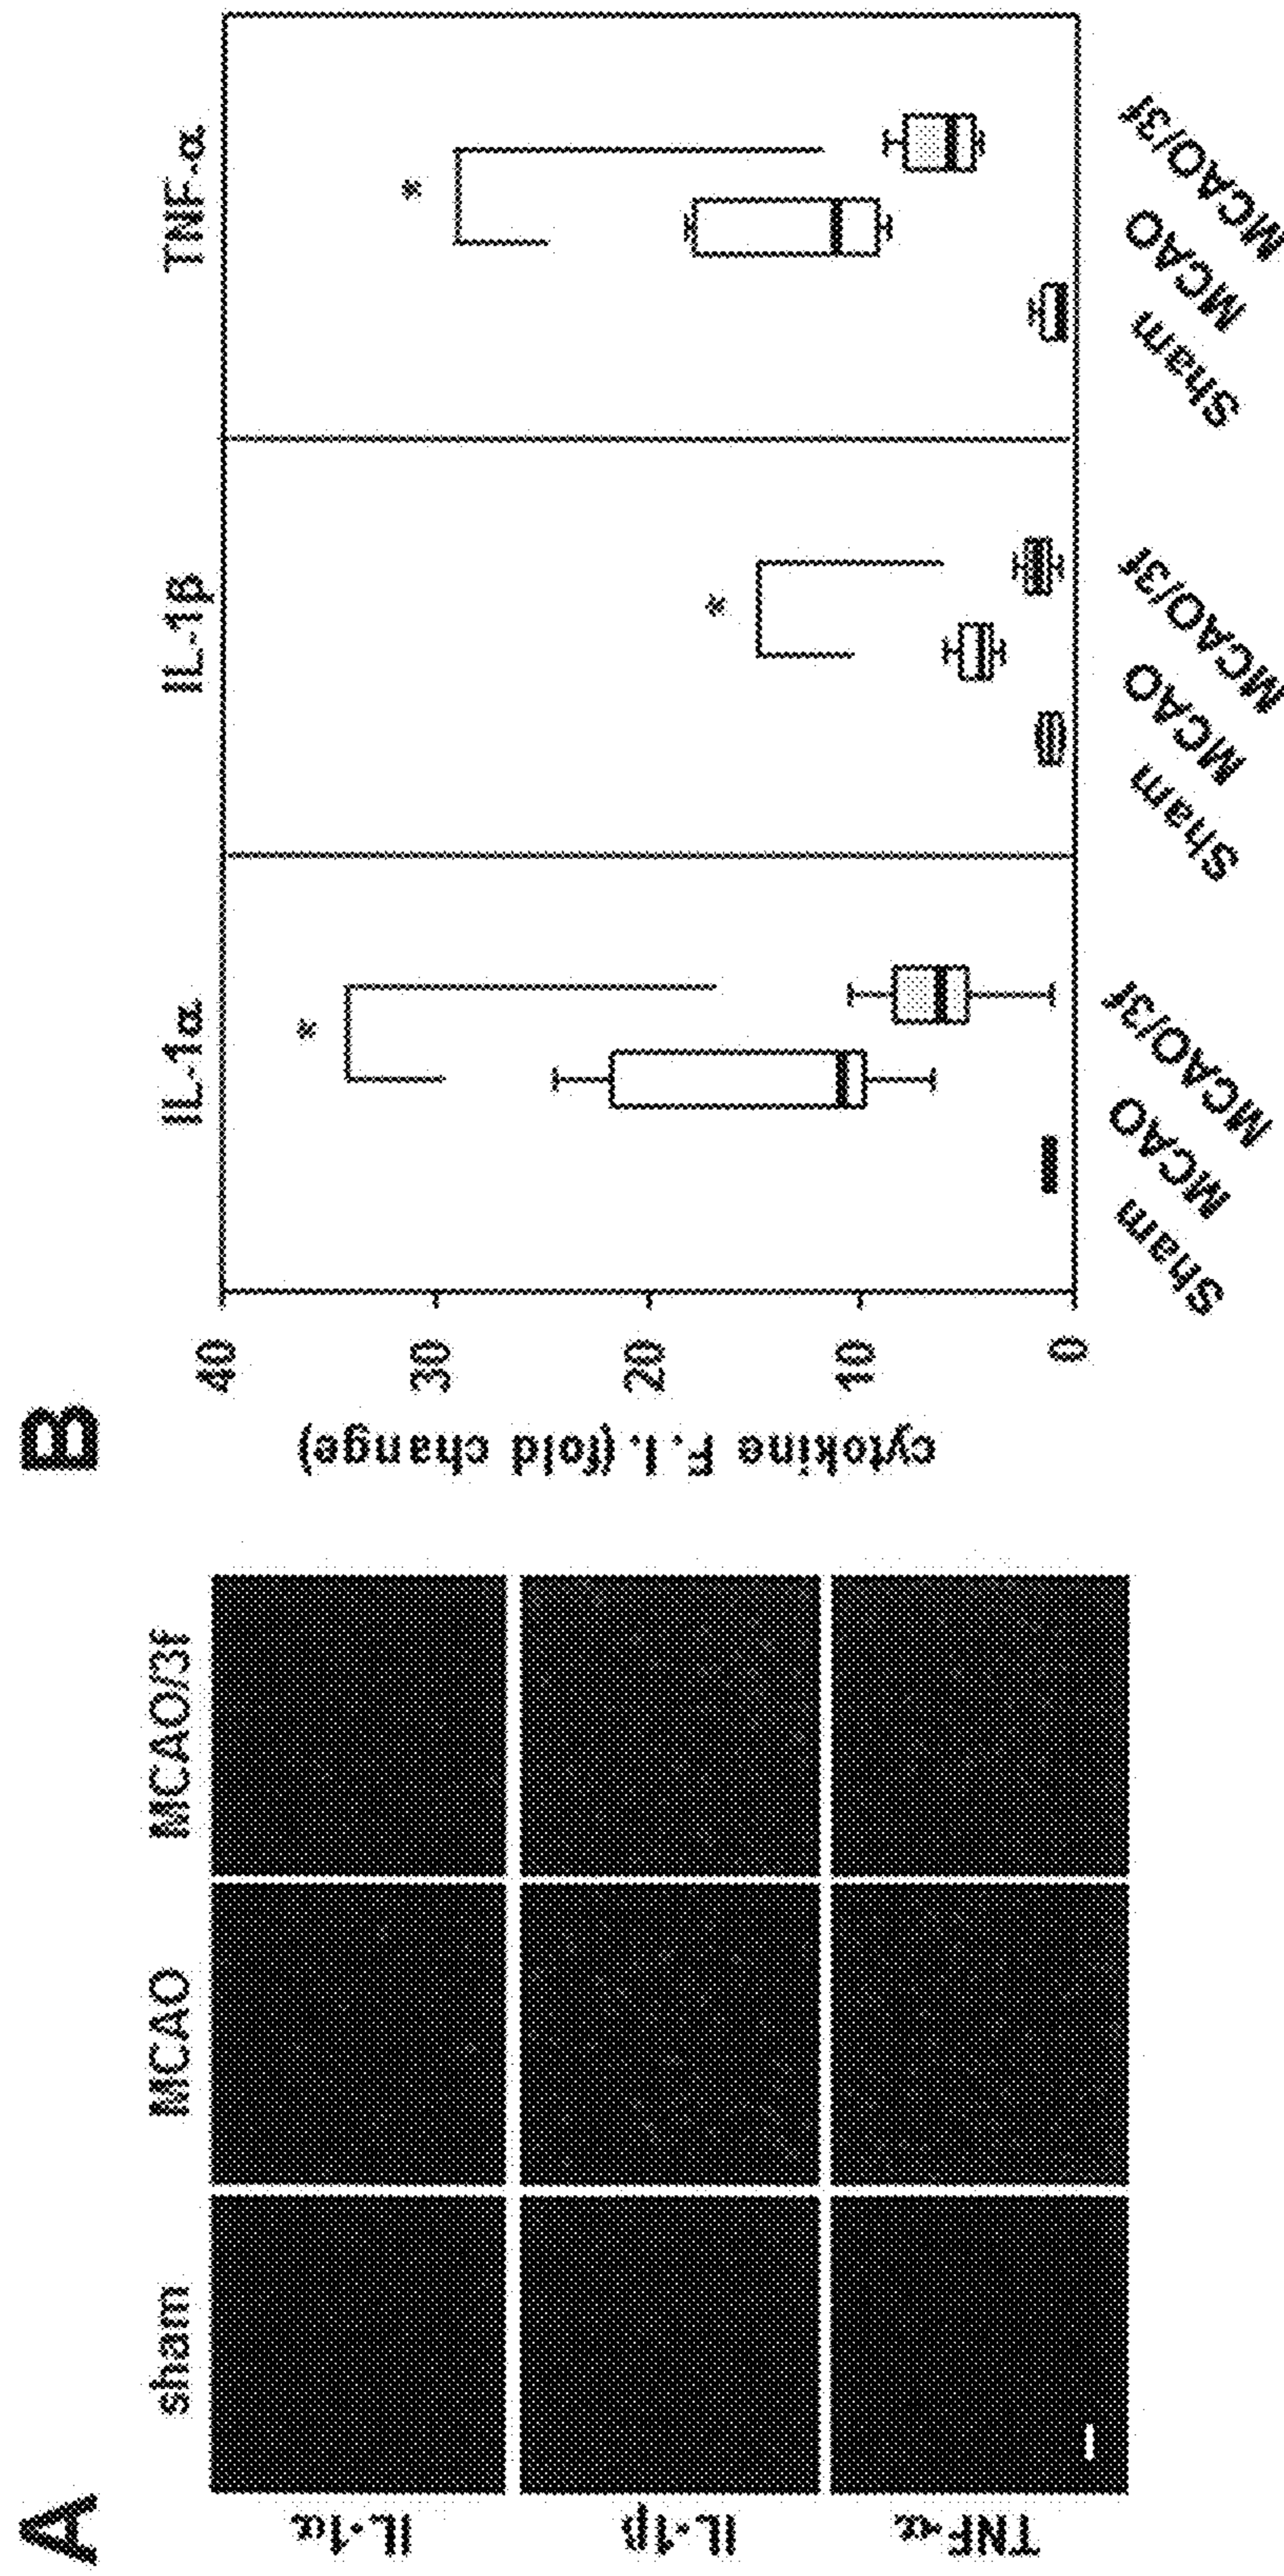 A
sham
MCAO
MCAO/3f
IL-1α
IL-1β
TNF-α
B
IL-1α
IL-1β
TNF-α
cytokine F.I. (fold change)
40
30
20
10
0
Sham
MCAO
MCAO/3f
Sham
MCAO
MCAO/3f
Sham
MCAO
MCAO/3f
*
*
*